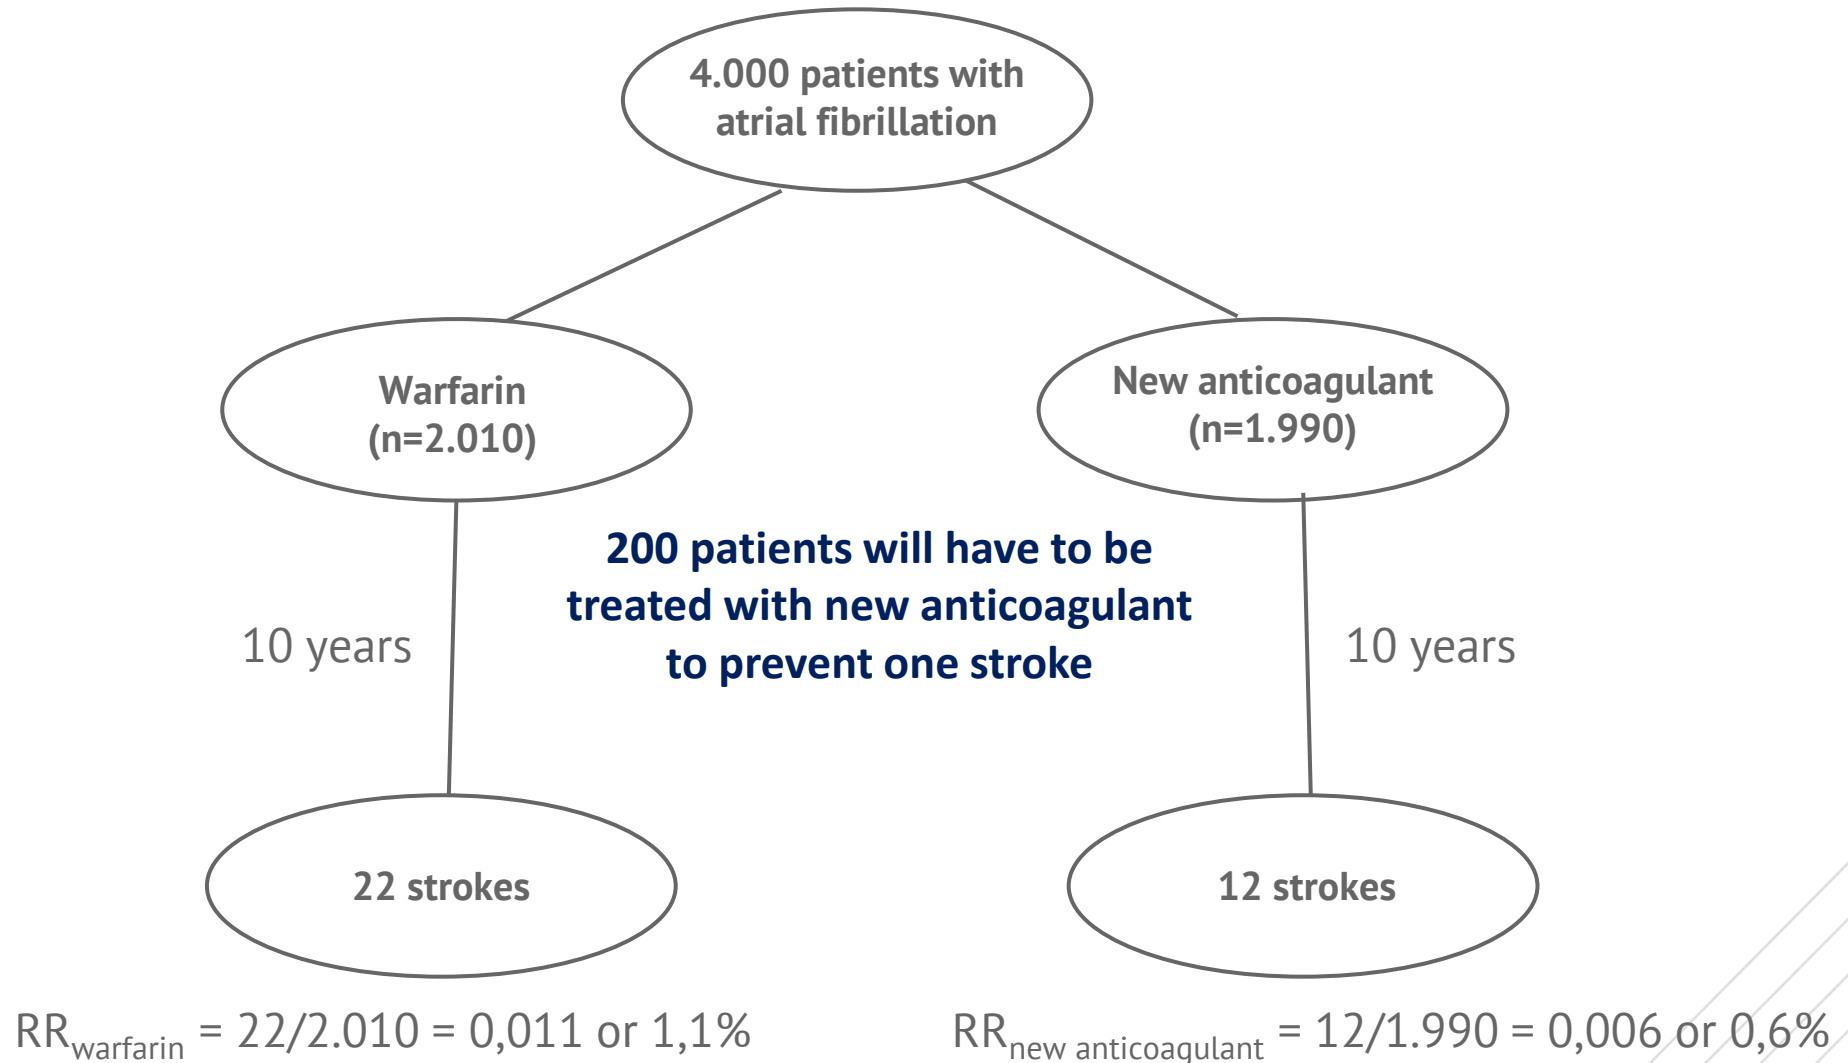 4.000 patients with
atrial fibrillation
Warfarin
(n=2.010)
New anticoagulant
(n=1.990)
200 patients will have to be
treated with new anticoagulant
to prevent one stroke
10 years
10 years
22 strokes
12 strokes
RRwarfarin = 22/2.010 = 0,011 or 1,1%
RRnew anticoagulant = 12/1.990 = 0,006 or 0,6%